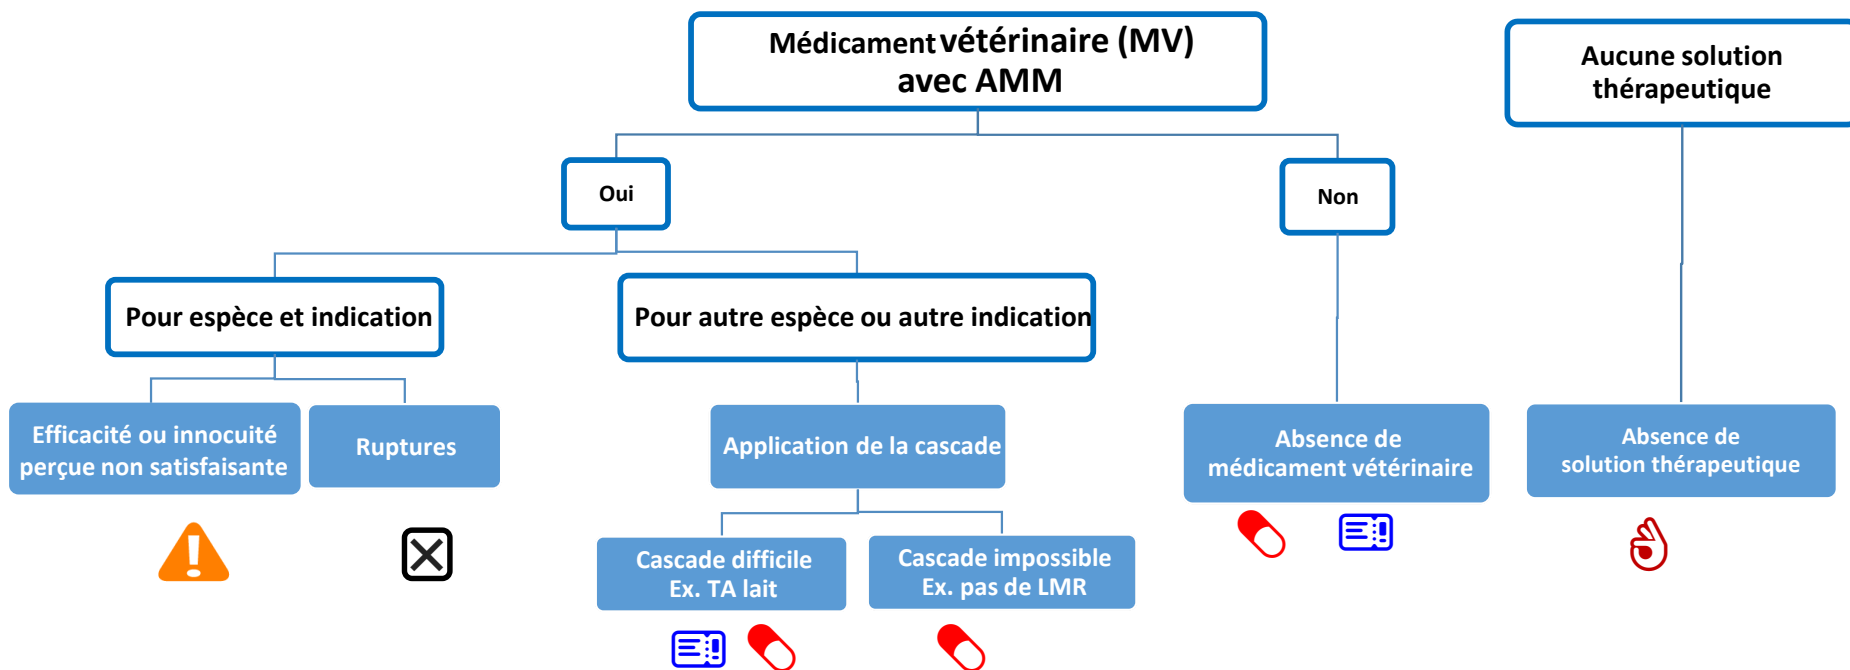 Médicament vétérinaire (MV)
avec AMM
Aucune solution
thérapeutique
Oui
Non
Pour espèce et indication
Pour autre espèce ou autre indication
Efficacité ou innocuité
perçue non satisfaisante
Ruptures
Application de la cascade
Absence de
médicament vétérinaire
Absence de
solution thérapeutique
Cascade difficile
Ex. TA lait
Cascade impossible
Ex. pas de LMR